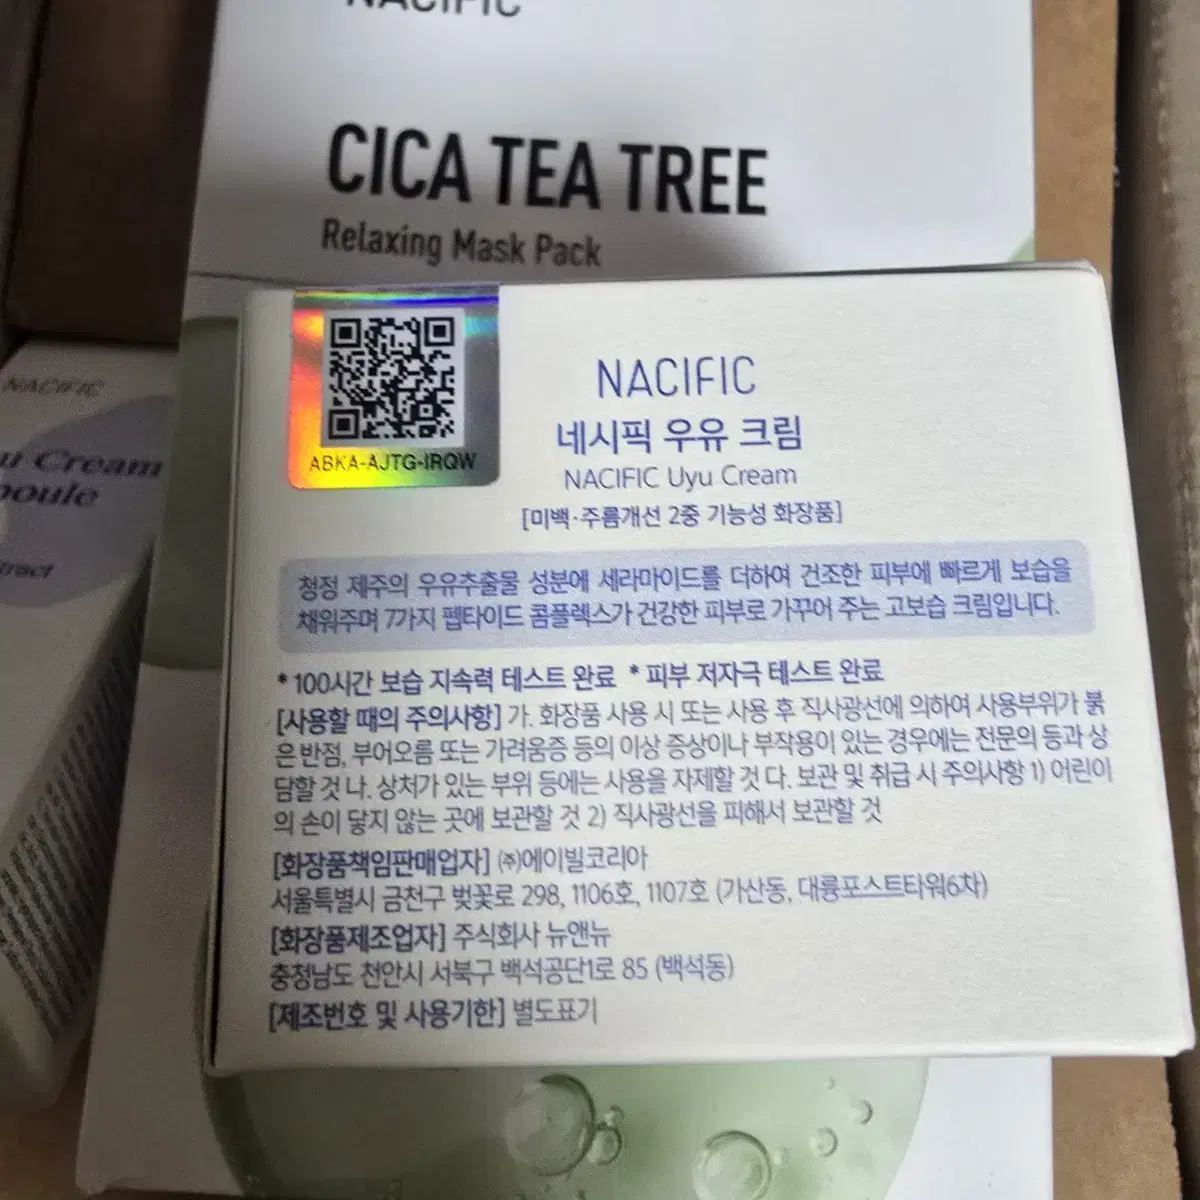 NACIFIC
CICA TEA TREE
Relaxing Mask Pack
NACIFIC
u Cream
poule
tract
ABKA-AJTG-IRQW
NACIFIC
네시픽 우유 크림
NACIFIC Uyu Cream
[미백·주름개선 2중 기능성 화장품]
청정 제주의 우유추출물 성분에 세라마이드를 더하여 건조한 피부에 빠르게 보습을
채워주며 7가지 펩타이드 콤플렉스가 건강한 피부로 가꾸어 주는 고보습 크림입니다.
* 100시간 보습 지속력 테스트 완료 * 피부 저자극 테스트 완료
[사용할 때의 주의사항] 가. 화장품 사용 시 또는 사용 후 직사광선에 의하여 사용부위가 붉
은 반점, 부어오름 또는 가려움증 등의 이상 증상이나 부작용이 있는 경우에는 전문의 등과 상
담할 것 나. 상처가 있는 부위 등에는 사용을 자제할 것 다. 보관 및 취급 시 주의사항 1) 어린이
의 손이 닿지 않는 곳에 보관할 것 2) 직사광선을 피해서 보관할 것
[화장품책임판매업자] ㈜에이빌코리아
서울특별시 금천구 벚꽃로 298, 1106호, 1107호 (가산동, 대륭포스트타워6차)
[화장품제조업자] 주식회사 뉴앤뉴
충청남도 천안시 서북구 백석공단1로 85 (백석동)
[제조번호 및 사용기한] 별도표기